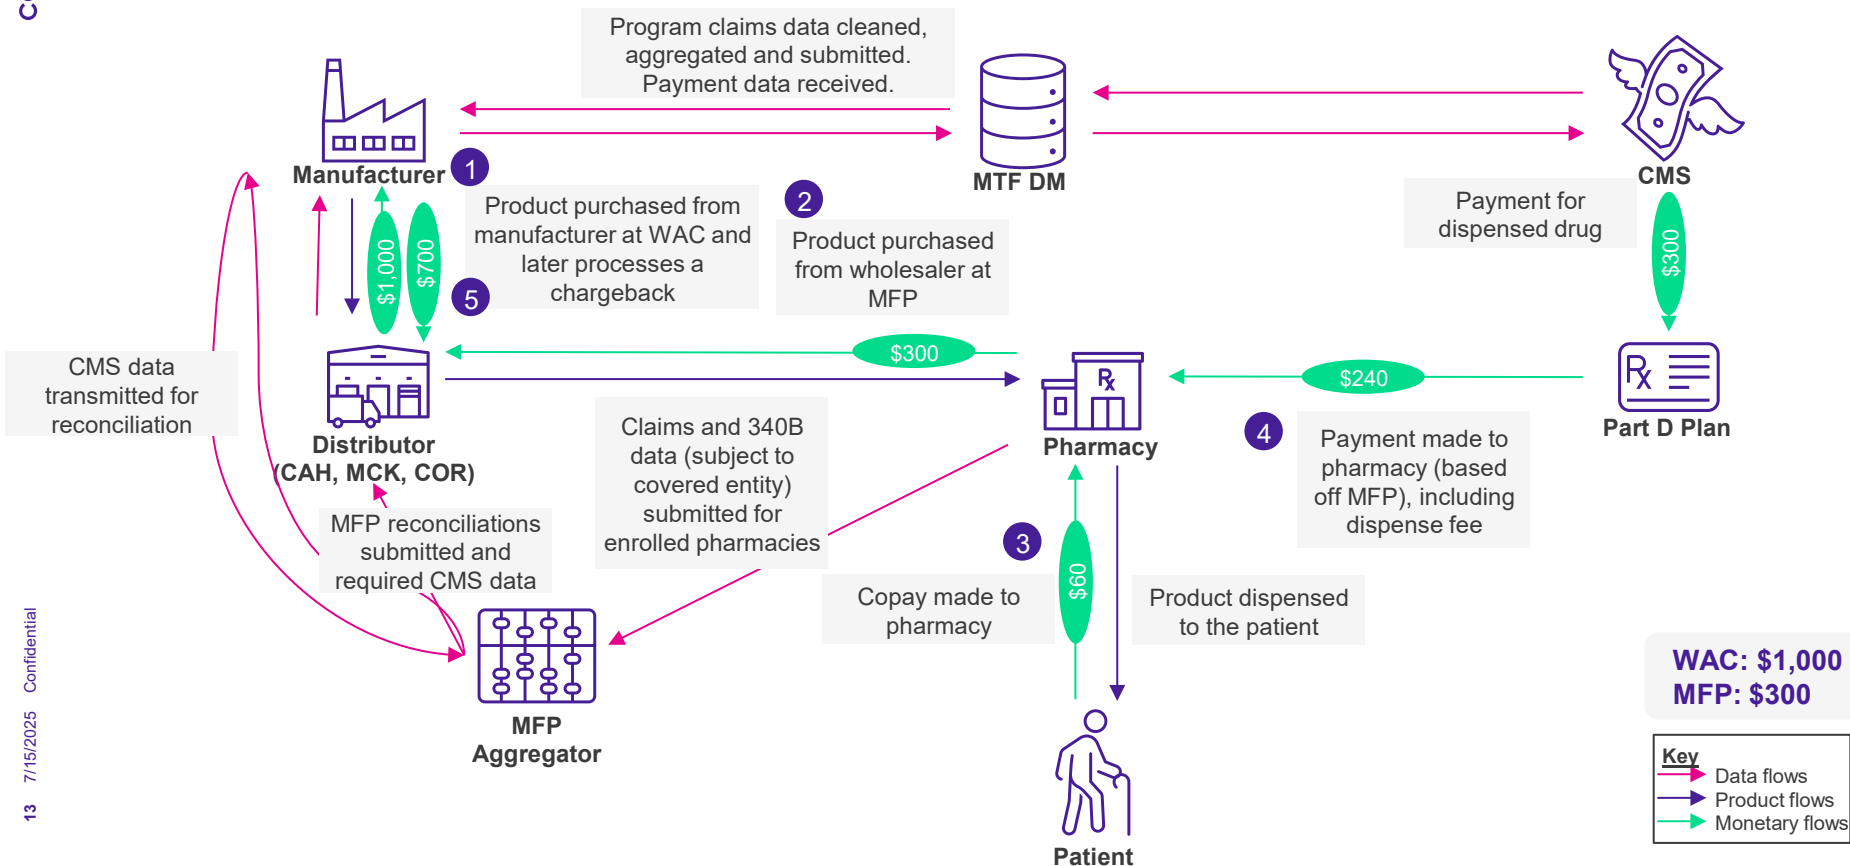 Program claims data cleaned,
aggregated and submitted.
Payment data received.
Manufacturer
MTF DM
CMS
1
Product purchased from
manufacturer at WAC and
later processes a
chargeback
2
Product purchased
from wholesaler at
MFP
Payment for
dispensed drug
$1,000
$700
$300
5
CMS data
transmitted for
reconciliation
$300
Rx
$240
Rx
Distributor
(CAH, MCK, COR)
Pharmacy
Part D Plan
Claims and 340B
data (subject to
covered entity)
submitted for
enrolled pharmacies
4
Payment made to
pharmacy (based
off MFP), including
dispense fee
MFP reconciliations
submitted and
required CMS data
3
$60
Copay made to
pharmacy
Product dispensed
to the patient
MFP
Aggregator
WAC: $1,000
MFP: $300
Key
Data flows
Product flows
Monetary flows
Patient
13 7/15/2025 Confidential